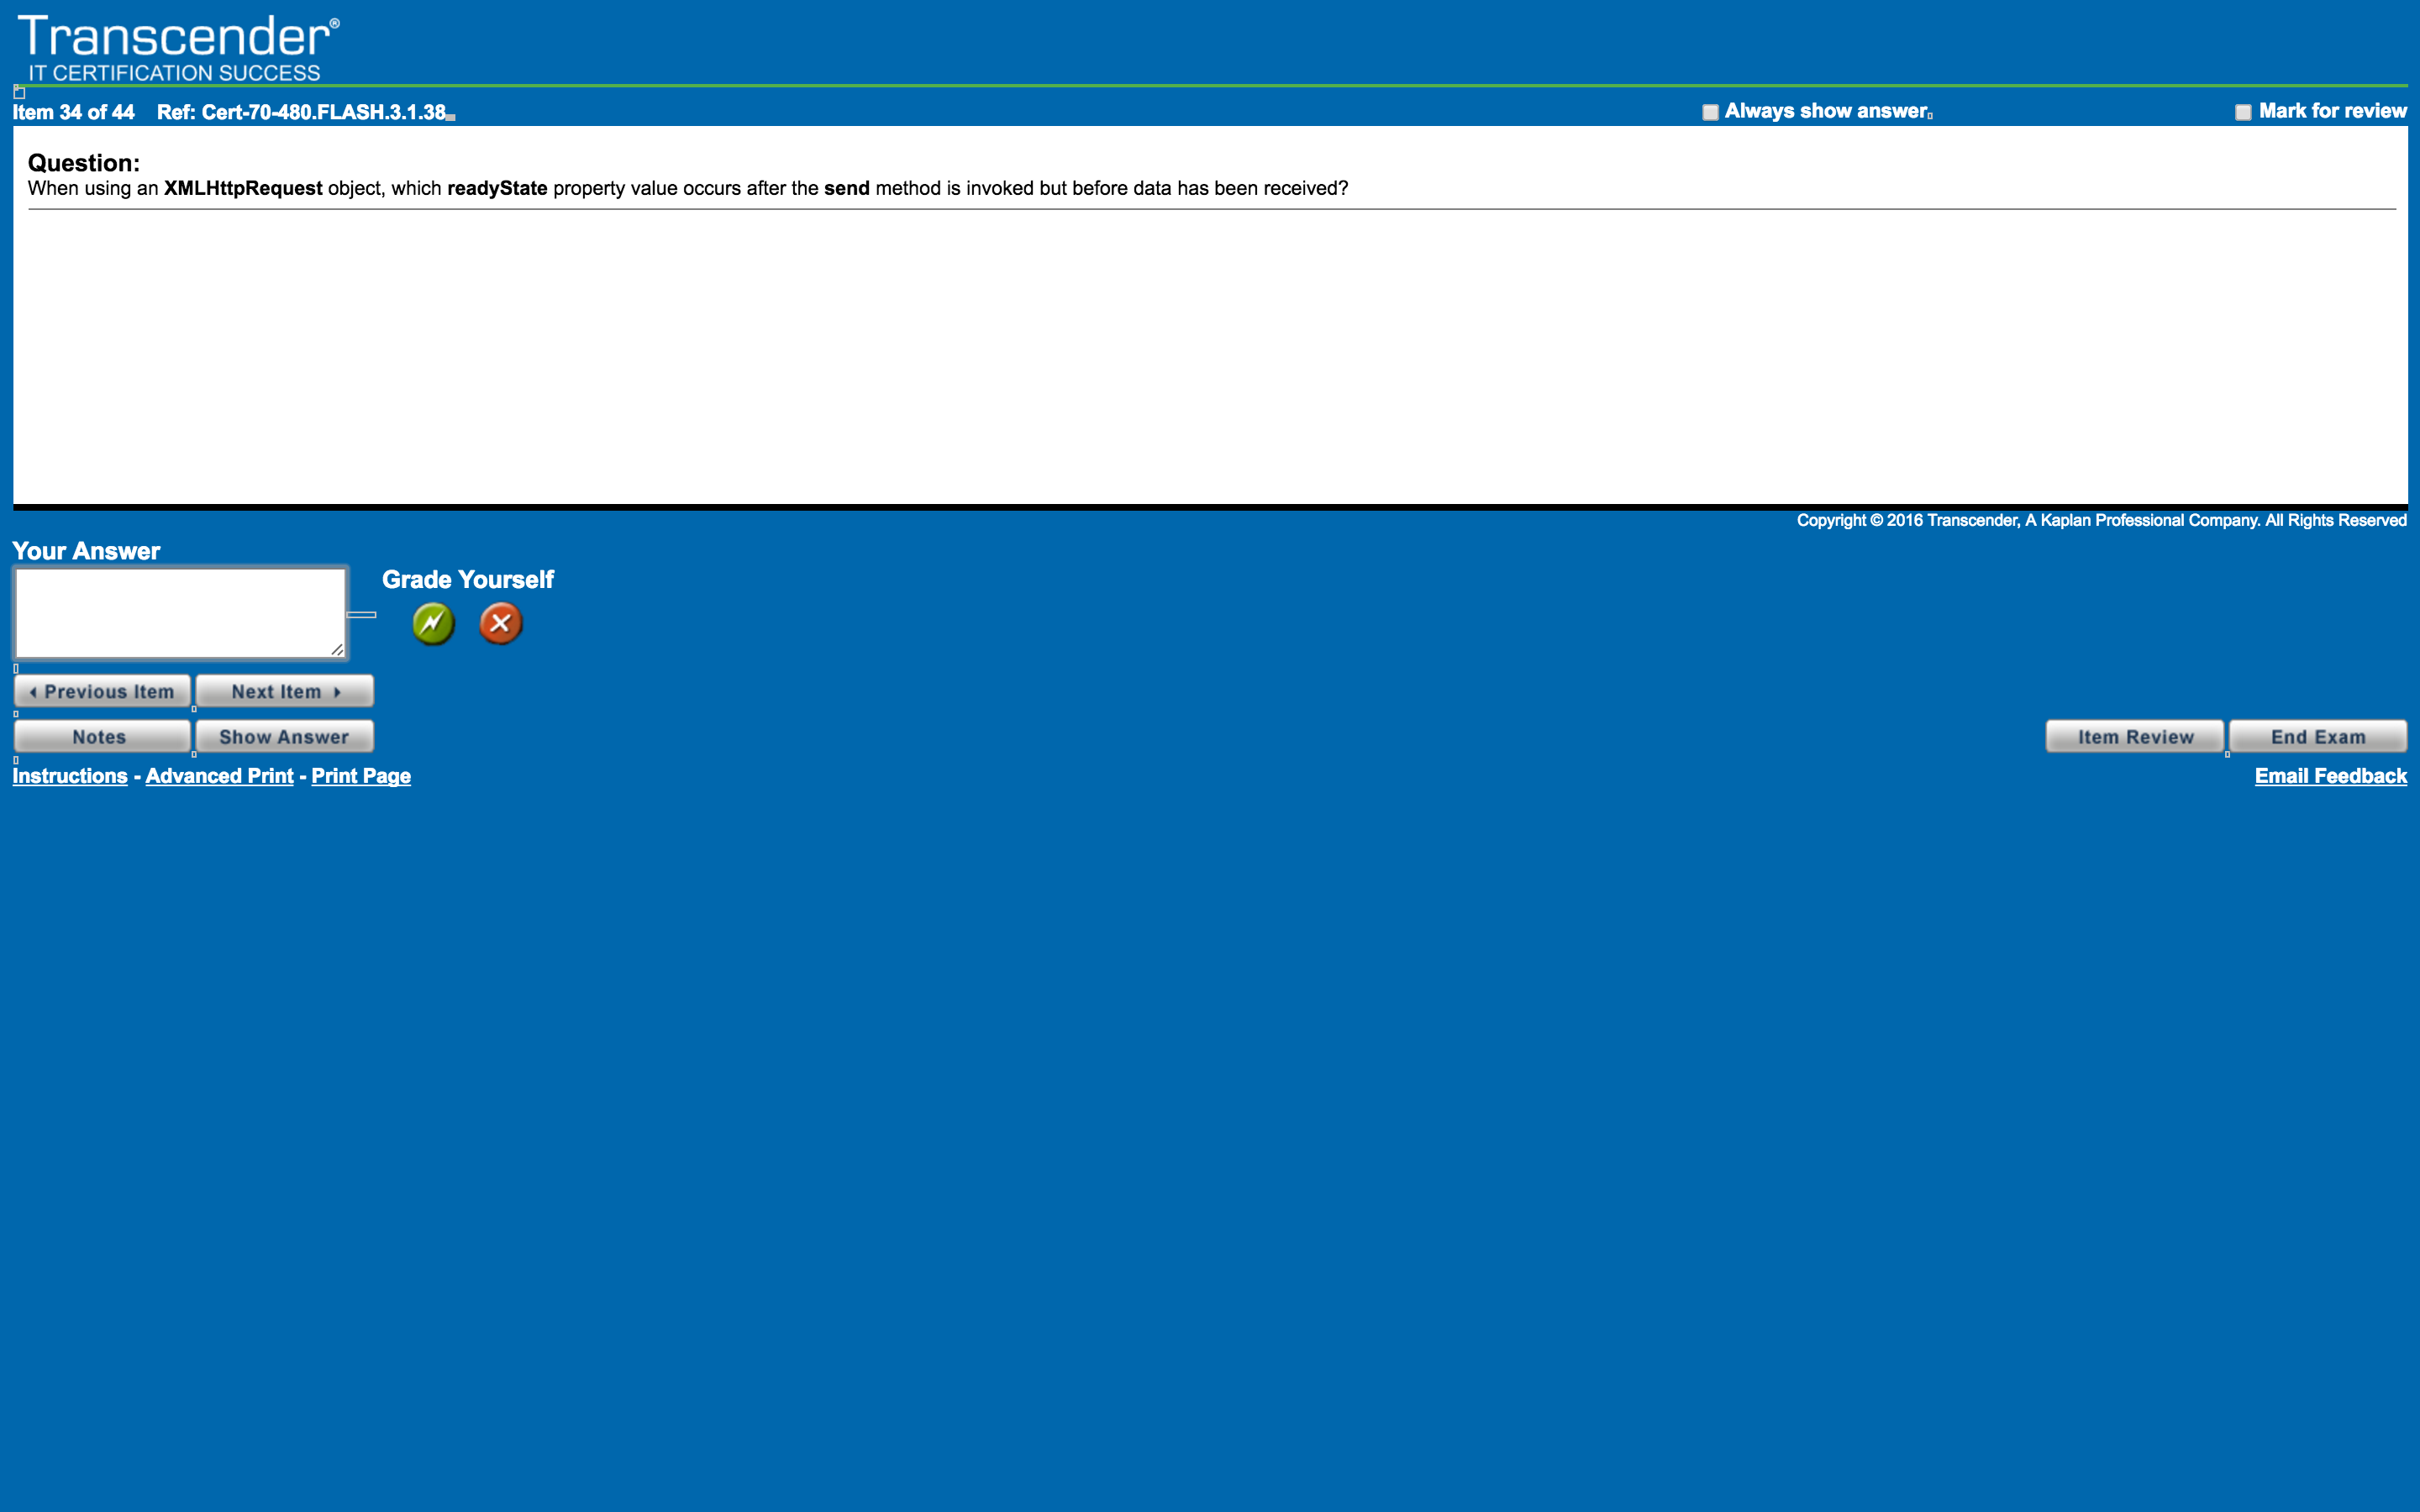 Transcender®
IT CERTIFICATION SUCCESS
Item 34 of 44 Ref: Cert-70-480.FLASH.3.1.38
Always show answer
Mark for review
Question:
When using an XMLHttpRequest object, which readyState property value occurs after the send method is invoked but before data has been received?
Copyright © 2016 Transcender, A Kaplan Professional Company. All Rights Reserved
Your Answer
Grade Yourself
Previous Item
Next Item
Notes
Show Answer
Item Review
End Exam
Instructions - Advanced Print - Print Page
Email Feedback